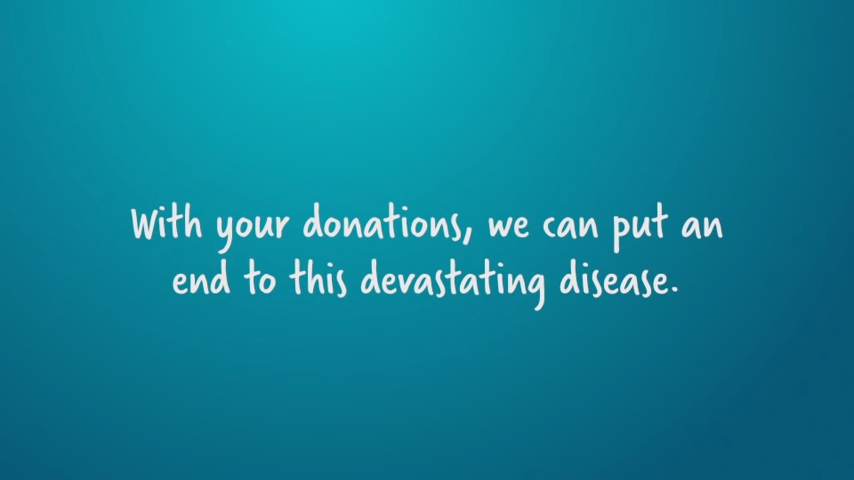 With your donations, we can put an
end to this devastating disease.